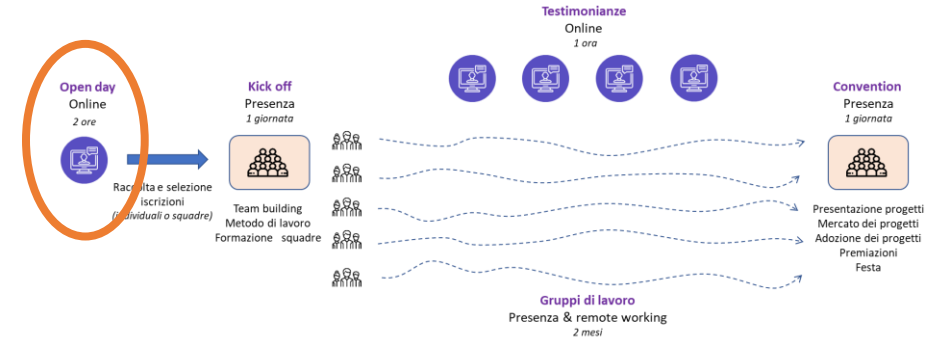 Open day
Online
2 ore
Raccolta e selezione
iscrizioni
(individuali o squadre)
Kick off
Presenza
1 giornata
Team building
Metodo di lavoro
Formazione squadre
Testimonianze
Online
1 ora
Gruppi di lavoro
Presenza & remote working
2 mesi
Convention
Presenza
1 giornata
Presentazione progetti
Mercato dei progetti
Adozione dei progetti
Premiazioni
Festa